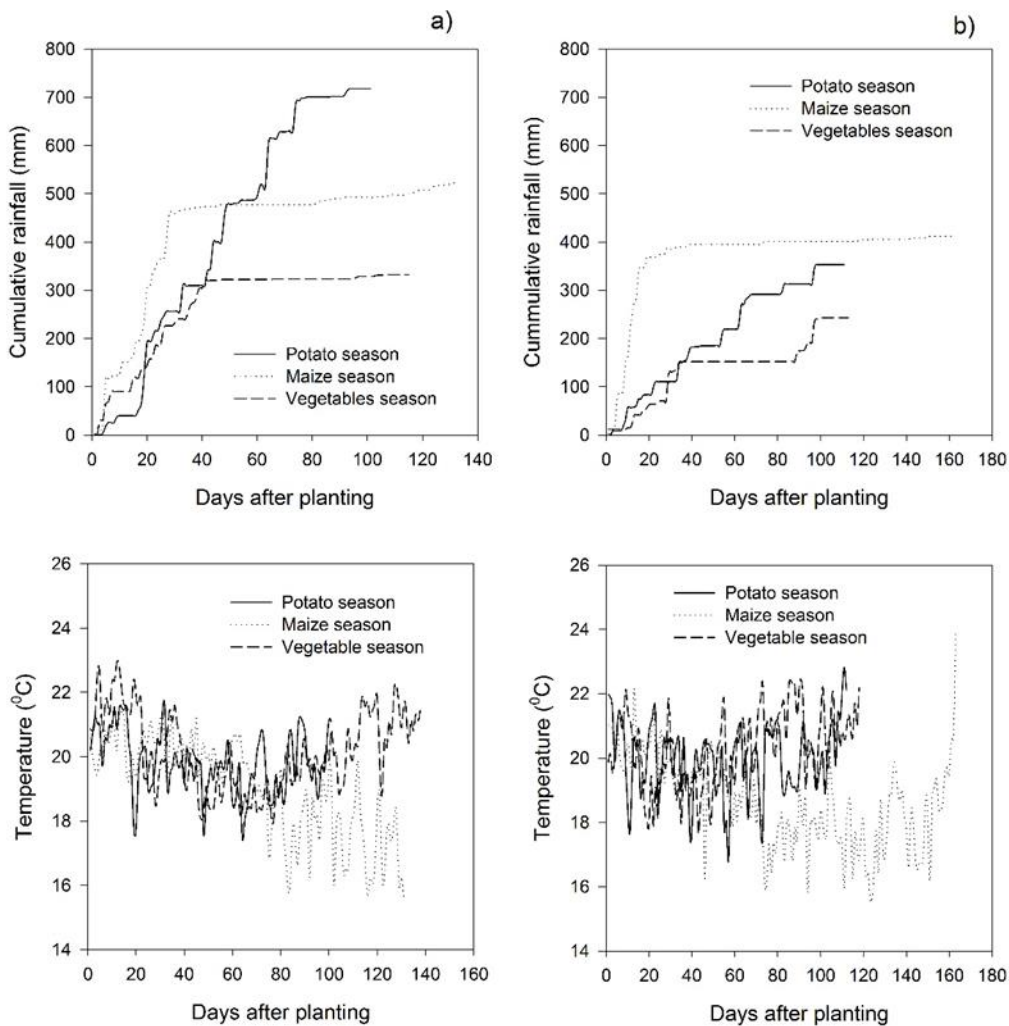 a)
800
700
600
500
400
300
200
100
0
Cumulative rainfall (mm)
Potato season
Maize season
Vegetables season
0 20 40 60 80 100 120 140
Days after planting
b)
800
700
600
500
400
300
200
100
0
Cummulative rainfall (mm)
Potato season
Maize season
Vegetables season
0 20 40 60 80 100 120 140 160 180
Days after planting
26
24
22
20
18
16
14
Temperature (⁰C)
Potato season
Maize season
Vegetable season
0 20 40 60 80 100 120 140 160
Days after planting
26
24
22
20
18
16
14
Temperature (⁰C)
Potato season
Maize season
Vegetable season
0 20 40 60 80 100 120 140 160 180
Days after planting